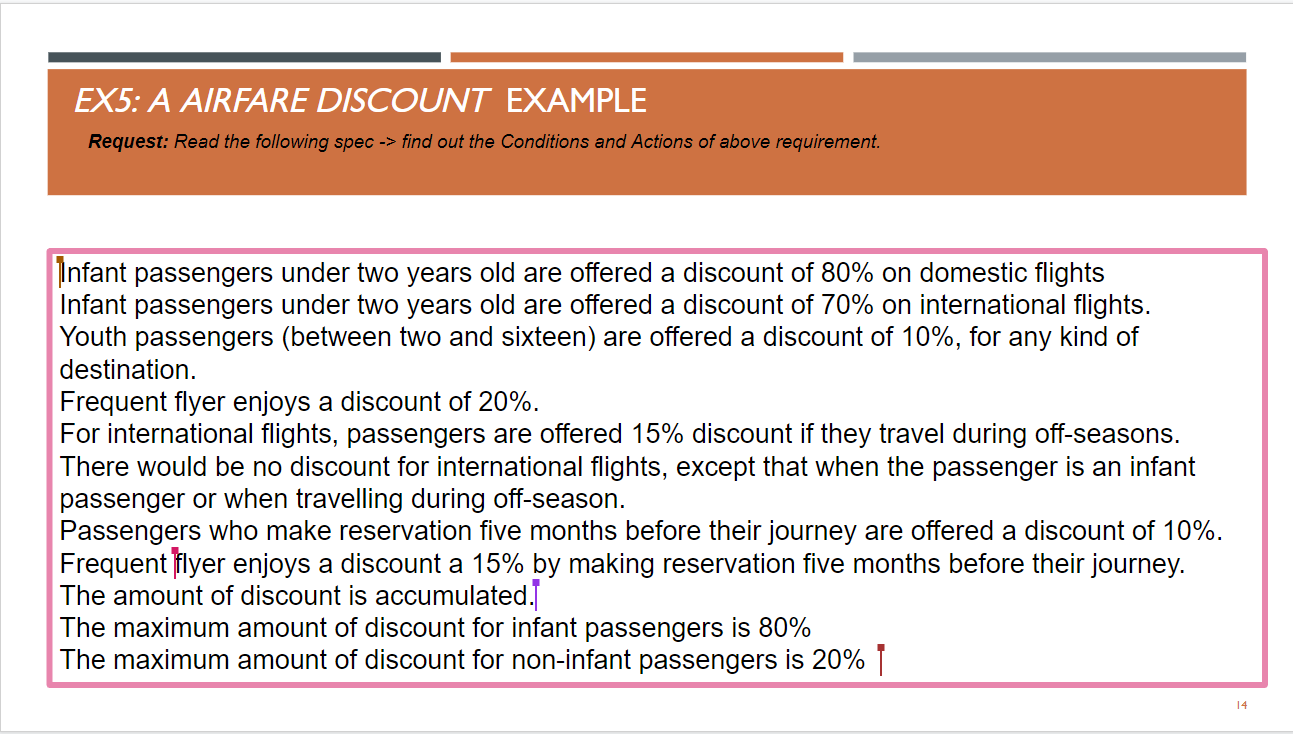 EX5: A AIRFARE DISCOUNT EXAMPLE
Request: Read the following spec -> find out the Conditions and Actions of above requirement.
Infant passengers under two years old are offered a discount of 80% on domestic flights
Infant passengers under two years old are offered a discount of 70% on international flights.
Youth passengers (between two and sixteen) are offered a discount of 10%, for any kind of
destination.
Frequent flyer enjoys a discount of 20%.
For international flights, passengers are offered 15% discount if they travel during off-seasons.
There would be no discount for international flights, except that when the passenger is an infant
passenger or when travelling during off-season.
Passengers who make reservation five months before their journey are offered a discount of 10%.
Frequent flyer enjoys a discount a 15% by making reservation five months before their journey.
The amount of discount is accumulated.
The maximum amount of discount for infant passengers is 80%
The maximum amount of discount for non-infant passengers is 20%
14